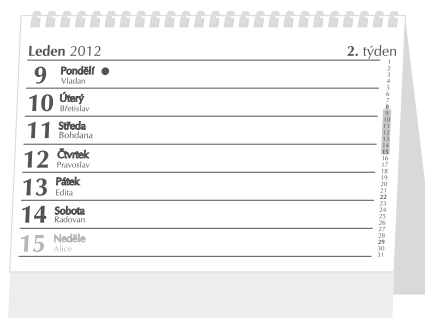 Leden 2012 2. týden
9 Pondělí
Vladan
10 Úterý
Břetislav
11 Středa
Bohdana
12 Čtvrtek
Pravoslav
13 Pátek
Edita
14 Sobota
Radovan
15 Neděle
Alice
1
2
3
4
5
6
7
8
9
10
11
12
13
14
15
16
17
18
19
20
21
22
23
24
25
26
27
28
29
30
31